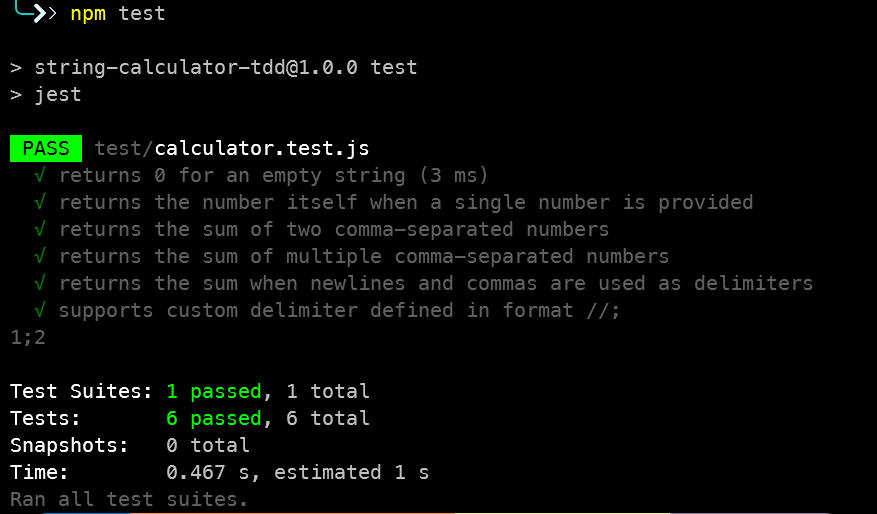 ❯› npm test
> string-calculator-tdd@1.0.0 test
> jest
PASS test/calculator.test.js
√ returns 0 for an empty string (3 ms)
√ returns the number itself when a single number is provided
√ returns the sum of two comma-separated numbers
√ returns the sum of multiple comma-separated numbers
√ returns the sum when newlines and commas are used as delimiters
√ supports custom delimiter defined in format //;
1;2
Test Suites: 1 passed, 1 total
Tests: 6 passed, 6 total
Snapshots: 0 total
Time: 0.467 s, estimated 1 s
Ran all test suites.